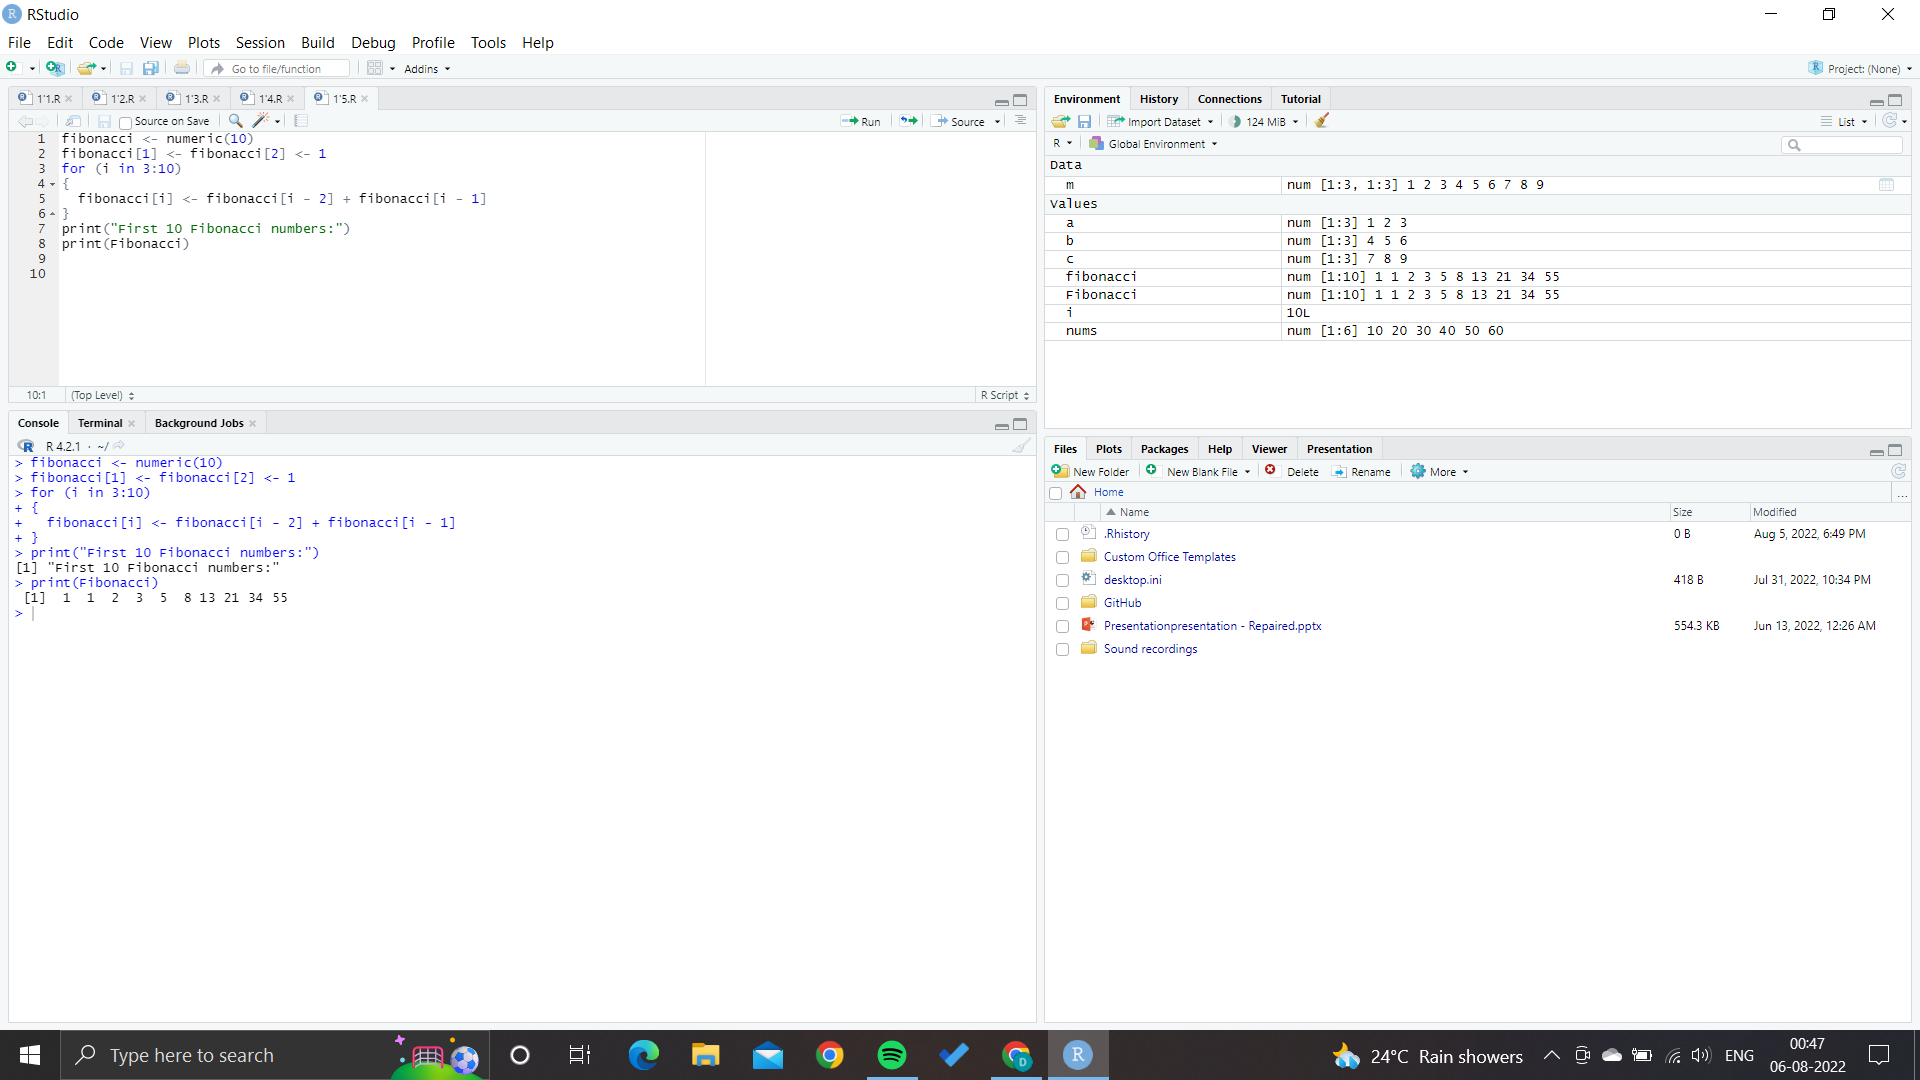 RStudio
File Edit Code View Plots Session Build Debug Profile Tools Help
Go to file/function Addins Project: (None)
1'1.R 1'2.R 1'3.R 1'4.R 1'5.R
Source on Save Run Source
1 fibonacci <- numeric(10)
2 fibonacci[1] <- fibonacci[2] <- 1
3 for (i in 3:10)
4 {
5   fibonacci[i] <- fibonacci[i - 2] + fibonacci[i - 1]
6 }
7 print("First 10 Fibonacci numbers:")
8 print(Fibonacci)
9
10
10:1 (Top Level) R Script
Console Terminal Background Jobs
R 4.2.1 · ~/
> fibonacci <- numeric(10)
> fibonacci[1] <- fibonacci[2] <- 1
> for (i in 3:10)
+ {
+   fibonacci[i] <- fibonacci[i - 2] + fibonacci[i - 1]
+ }
> print("First 10 Fibonacci numbers:")
[1] "First 10 Fibonacci numbers:"
> print(Fibonacci)
 [1]  1  1  2  3  5  8 13 21 34 55
>
Environment History Connections Tutorial
Import Dataset 124 MiB List
R Global Environment
Data
m num [1:3, 1:3] 1 2 3 4 5 6 7 8 9
Values
a num [1:3] 1 2 3
b num [1:3] 4 5 6
c num [1:3] 7 8 9
fibonacci num [1:10] 1 1 2 3 5 8 13 21 34 55
Fibonacci num [1:10] 1 1 2 3 5 8 13 21 34 55
i 10L
nums num [1:6] 10 20 30 40 50 60
Files Plots Packages Help Viewer Presentation
New Folder New Blank File Delete Rename More
Home ...
Name Size Modified
.Rhistory 0 B Aug 5, 2022, 6:49 PM
Custom Office Templates
desktop.ini 418 B Jul 31, 2022, 10:34 PM
GitHub
Presentationpresentation - Repaired.pptx 554.3 KB Jun 13, 2022, 12:26 AM
Sound recordings
Type here to search
24°C Rain showers ENG 00:47
06-08-2022